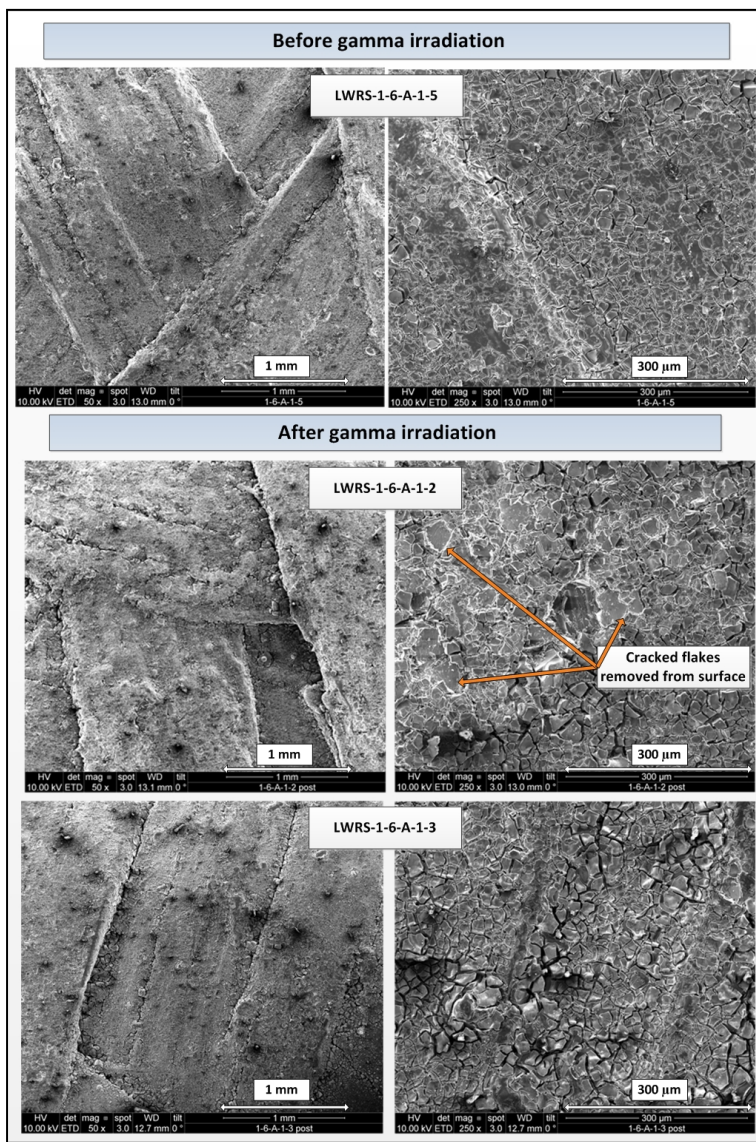 Before gamma irradiation
LWRS-1-6-A-1-5
1 mm
300 µm
HV det mag ¤ spot WD tilt 1 mm
10.00 kV ETD 50 x 3.0 13.0 mm 0 ° 1-6-A-1-5
HV det mag ¤ spot WD tilt 300 µm
10.00 kV ETD 250 x 3.0 13.0 mm 0 ° 1-6-A-1-5
After gamma irradiation
LWRS-1-6-A-1-2
Cracked flakes
removed from surface
1 mm
300 µm
HV det mag ¤ spot WD tilt 1 mm
10.00 kV ETD 50 x 3.0 13.1 mm 0 ° 1-6-A-1-2 post
HV det mag ¤ spot WD tilt 300 µm
10.00 kV ETD 250 x 3.0 13.0 mm 0 ° 1-6-A-1-2 post
LWRS-1-6-A-1-3
1 mm
300 µm
HV det mag ¤ spot WD tilt 1 mm
10.00 kV ETD 50 x 3.0 12.7 mm 0 ° 1-6-A-1-3 post
HV det mag ¤ spot WD tilt 300 µm
10.00 kV ETD 250 x 3.0 12.7 mm 0 ° 1-6-A-1-3 post